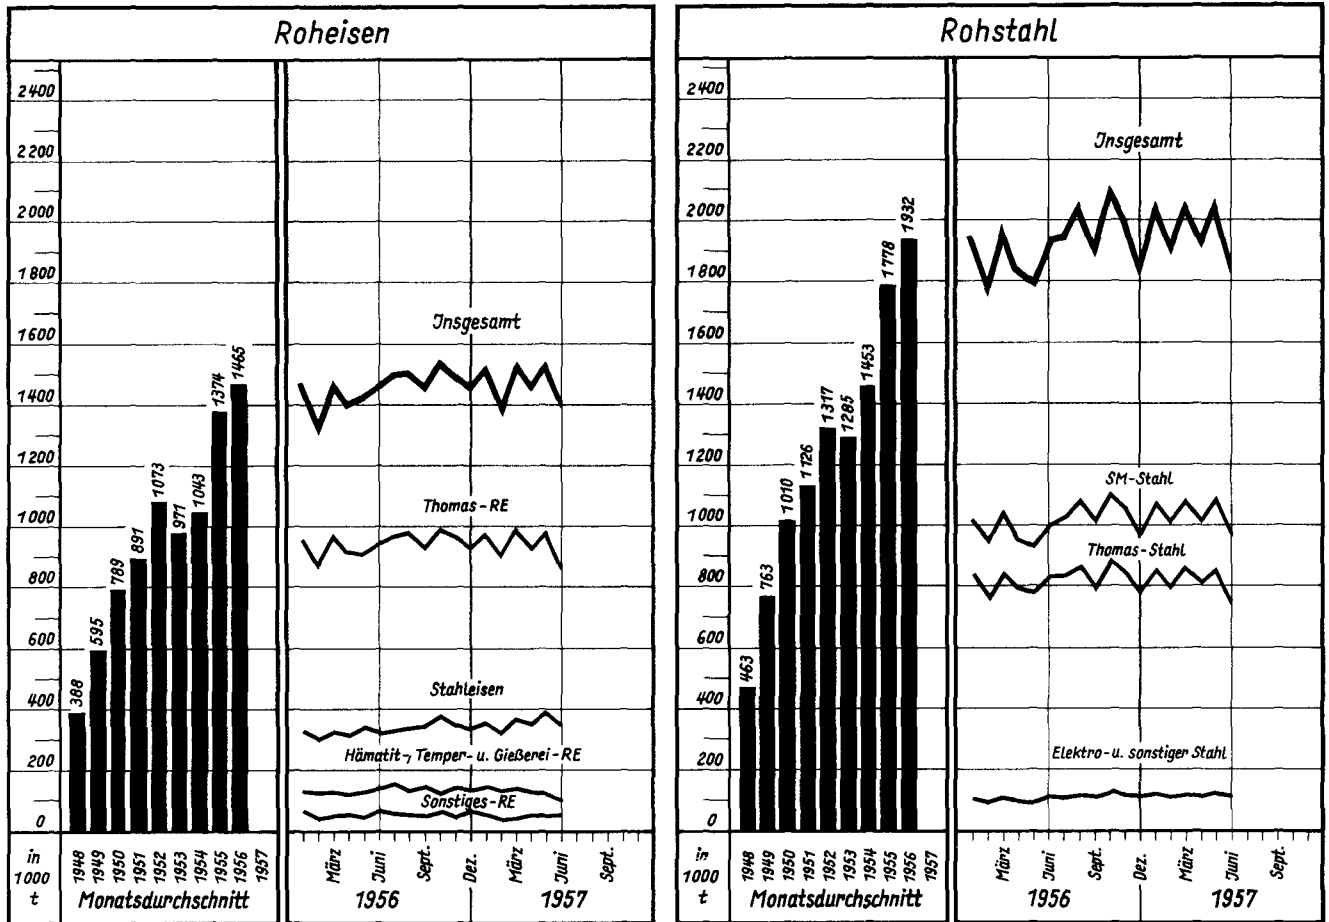 Roheisen
2400
2200
2000
1800
1600
1400
1200
1000
800
600
400
200
0
388
595
789
891
1073
971
1043
1374
1465
Insgesamt
Thomas-RE
Stahleisen
Hämatit-, Temper- u. Gießerei-RE
Sonstiges-RE
in
1000
t
1948
1949
1950
1951
1952
1953
1954
1955
1956
1957
Monatsdurchschnitt
März
Juni
Sept.
Dez.
März
Juni
Sept.
1956
1957
Rohstahl
2400
2200
2000
1800
1600
1400
1200
1000
800
600
400
200
0
463
763
1010
1126
1317
1285
1453
1778
1932
Insgesamt
SM-Stahl
Thomas-Stahl
Elektro- u. sonstiger Stahl
in
1000
t
1948
1949
1950
1951
1952
1953
1954
1955
1956
1957
Monatsdurchschnitt
März
Juni
Sept.
Dez.
März
Juni
Sept.
1956
1957